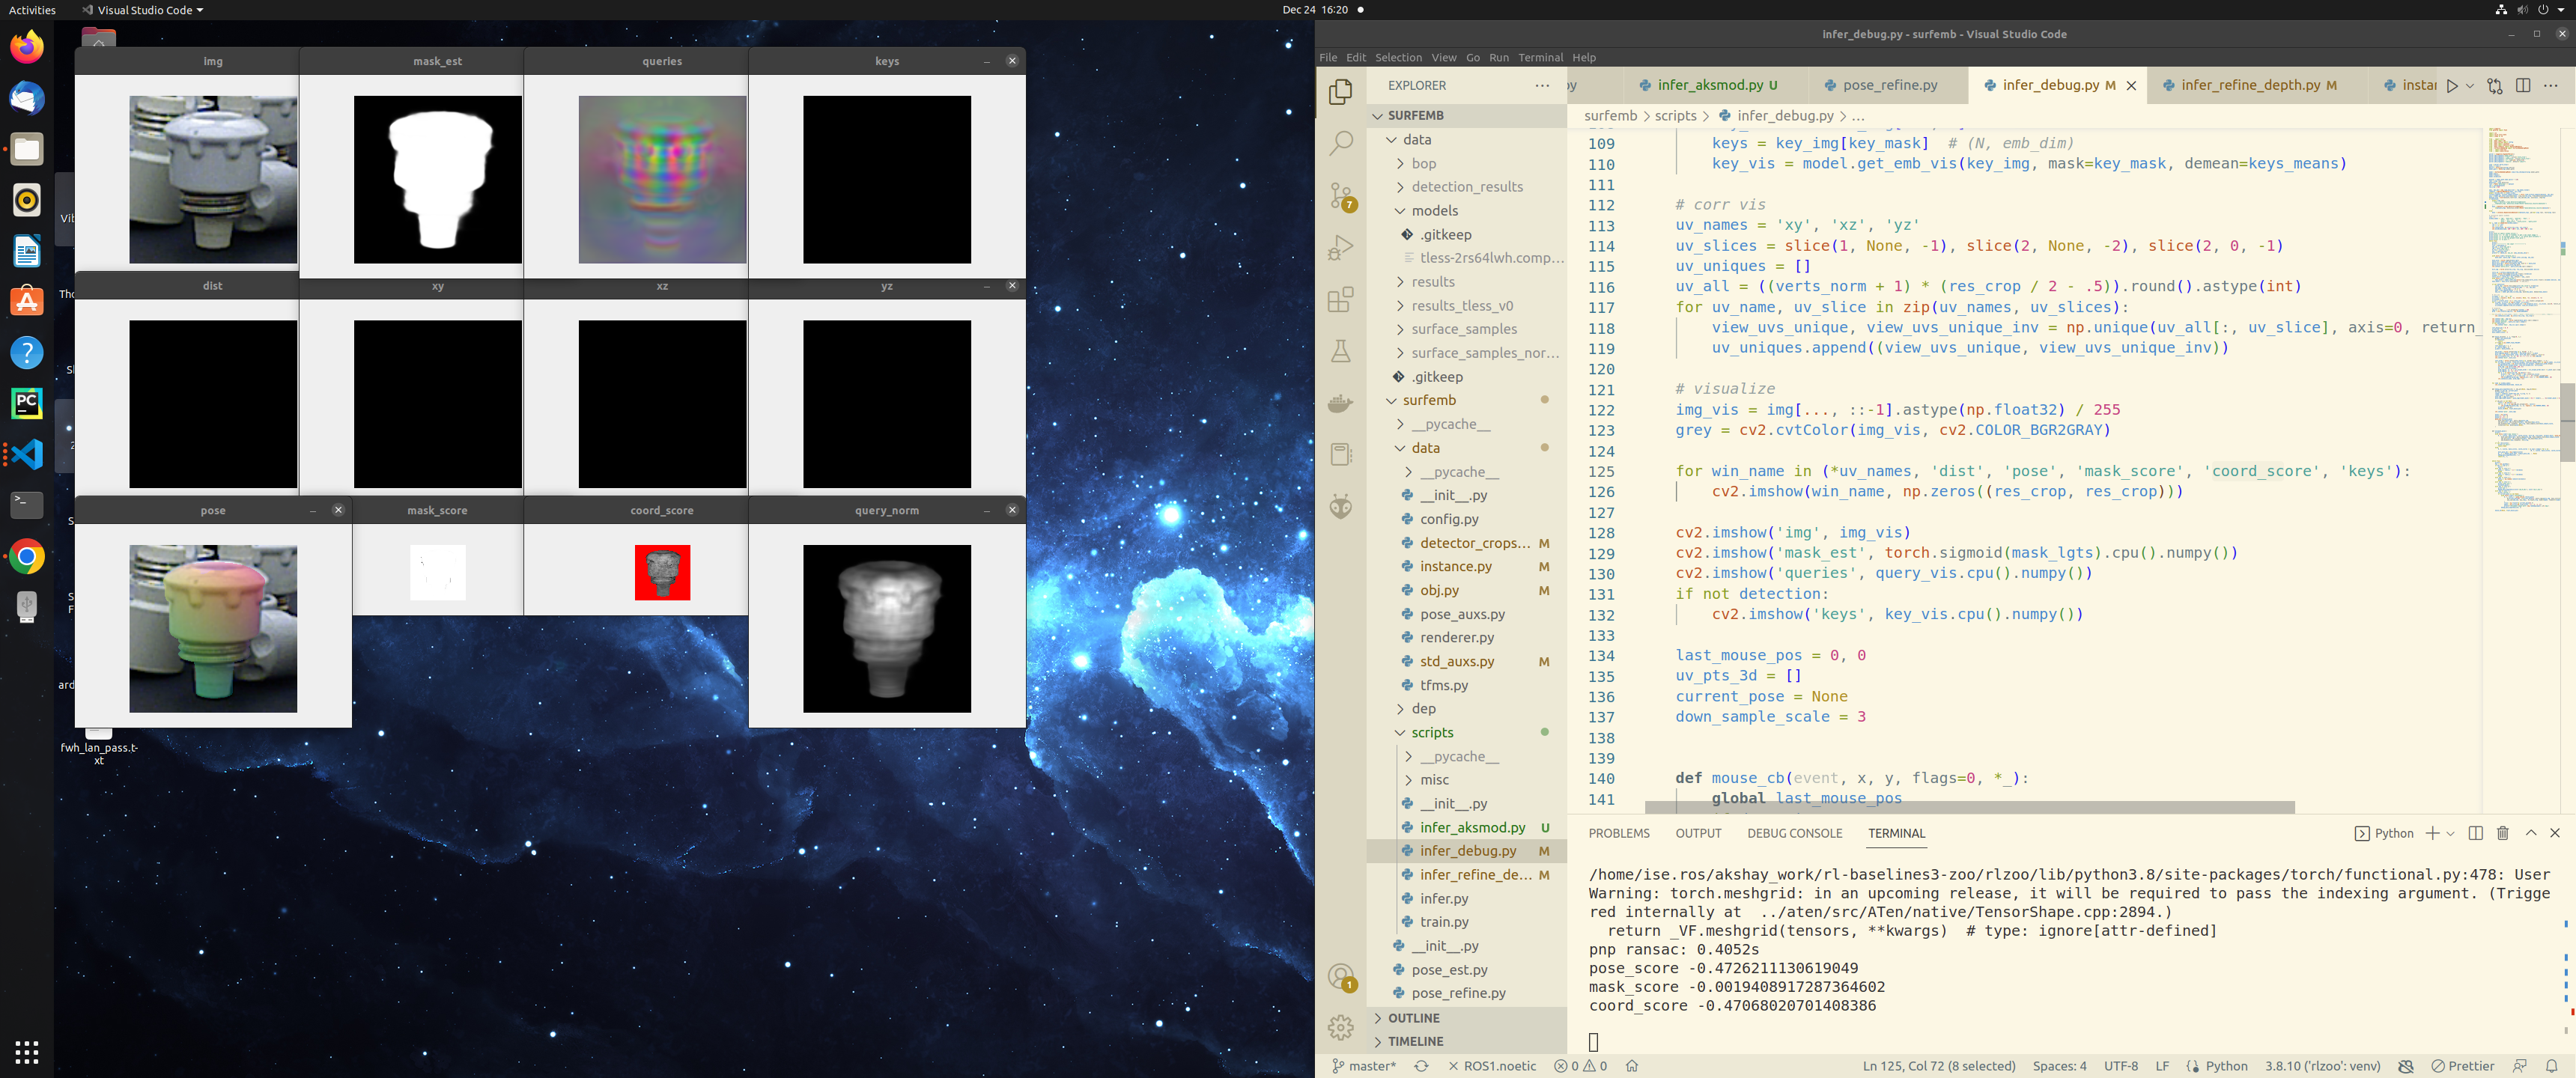 Activities
Visual Studio Code
Dec 24 16:20
img
mask_est
queries
keys
dist
xy
xz
yz
pose
mask_score
coord_score
query_norm
fwh_lan_pass.t-
xt
infer_debug.py - surfemb - Visual Studio Code
File Edit Selection View Go Run Terminal Help
EXPLORER
infer_aksmod.py U
pose_refine.py
infer_debug.py M
infer_refine_depth.py M
surfemb > scripts > infer_debug.py > ...
SURFEMB
data
bop
detection_results
models
.gitkeep
tless-2rs64lwh.comp...
results
results_tless_v0
surface_samples
surface_samples_nor...
.gitkeep
surfemb
__pycache__
data
__pycache__
__init__.py
config.py
detector_crops... M
instance.py M
obj.py M
pose_auxs.py
renderer.py
std_auxs.py M
tfms.py
dep
scripts
__pycache__
misc
__init__.py
infer_aksmod.py U
infer_debug.py M
infer_refine_de... M
infer.py
train.py
__init__.py
pose_est.py
pose_refine.py
OUTLINE
TIMELINE
7
1
109 keys = key_img[key_mask]  # (N, emb_dim)
110 key_vis = model.get_emb_vis(key_img, mask=key_mask, demean=keys_means)
111
112 # corr vis
113 uv_names = 'xy', 'xz', 'yz'
114 uv_slices = slice(1, None, -1), slice(2, None, -2), slice(2, 0, -1)
115 uv_uniques = []
116 uv_all = ((verts_norm + 1) * (res_crop / 2 - .5)).round().astype(int)
117 for uv_name, uv_slice in zip(uv_names, uv_slices):
118 view_uvs_unique, view_uvs_unique_inv = np.unique(uv_all[:, uv_slice], axis=0, return_
119 uv_uniques.append((view_uvs_unique, view_uvs_unique_inv))
120
121 # visualize
122 img_vis = img[..., ::-1].astype(np.float32) / 255
123 grey = cv2.cvtColor(img_vis, cv2.COLOR_BGR2GRAY)
124
125 for win_name in (*uv_names, 'dist', 'pose', 'mask_score', 'coord_score', 'keys'):
126 cv2.imshow(win_name, np.zeros((res_crop, res_crop)))
127
128 cv2.imshow('img', img_vis)
129 cv2.imshow('mask_est', torch.sigmoid(mask_lgts).cpu().numpy())
130 cv2.imshow('queries', query_vis.cpu().numpy())
131 if not detection:
132 cv2.imshow('keys', key_vis.cpu().numpy())
133
134 last_mouse_pos = 0, 0
135 uv_pts_3d = []
136 current_pose = None
137 down_sample_scale = 3
138
139
140 def mouse_cb(event, x, y, flags=0, *_):
141 global last_mouse_pos
PROBLEMS OUTPUT DEBUG CONSOLE TERMINAL
Python
/home/ise.ros/akshay_work/rl-baselines3-zoo/rlzoo/lib/python3.8/site-packages/torch/functional.py:478: User
Warning: torch.meshgrid: in an upcoming release, it will be required to pass the indexing argument. (Trigge
red internally at  ../aten/src/ATen/native/TensorShape.cpp:2894.)
return _VF.meshgrid(tensors, **kwargs)  # type: ignore[attr-defined]
pnp ransac: 0.4052s
pose_score -0.4726211130619049
mask_score -0.0019408917287364602
coord_score -0.47068020701408386
master* ROS1.noetic 0 0 Ln 125, Col 72 (8 selected) Spaces: 4 UTF-8 LF Python 3.8.10 ('rlzoo': venv) Prettier